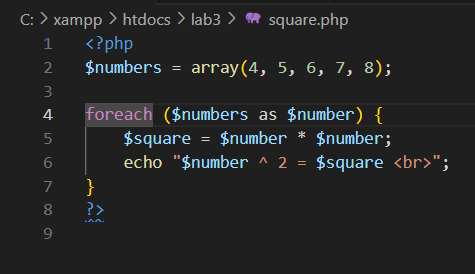 C: > xampp > htdocs > lab3 > square.php
1 <?php
2 $numbers = array(4, 5, 6, 7, 8);
3
4 foreach ($numbers as $number) {
5     $square = $number * $number;
6     echo "$number ^ 2 = $square <br>";
7 }
8 ?>
9